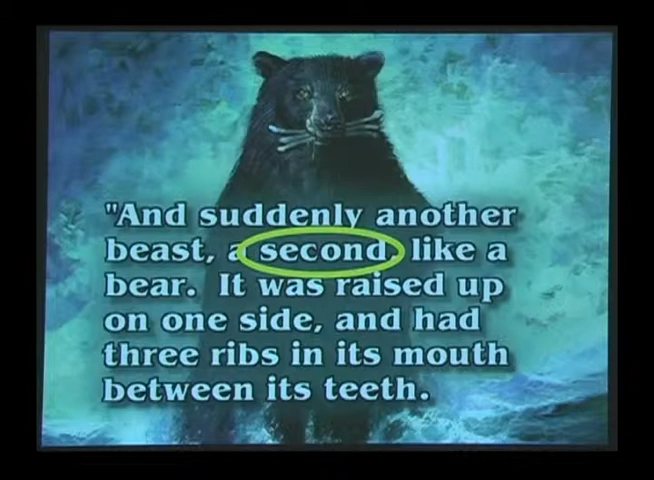 "And suddenly another
beast, a second, like a
bear. It was raised up
on one side, and had
three ribs in its mouth
between its teeth.